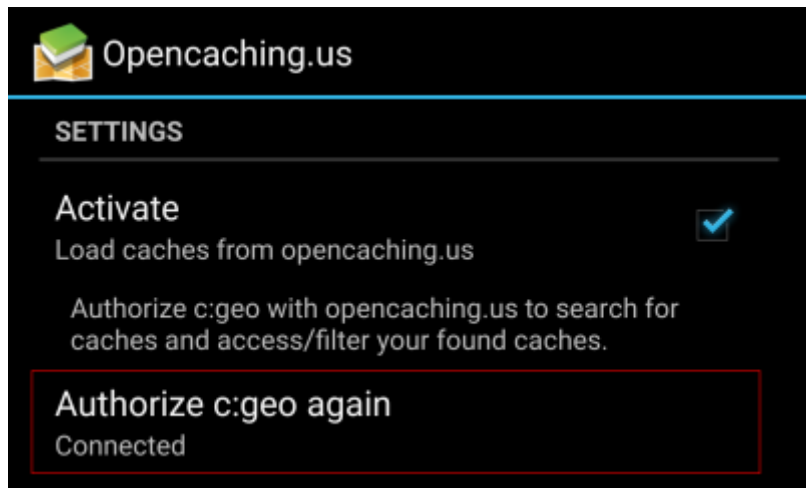 Opencaching.us
SETTINGS
Activate
Load caches from opencaching.us
Authorize c:geo with opencaching.us to search for
caches and access/filter your found caches.
Authorize c:geo again
Connected